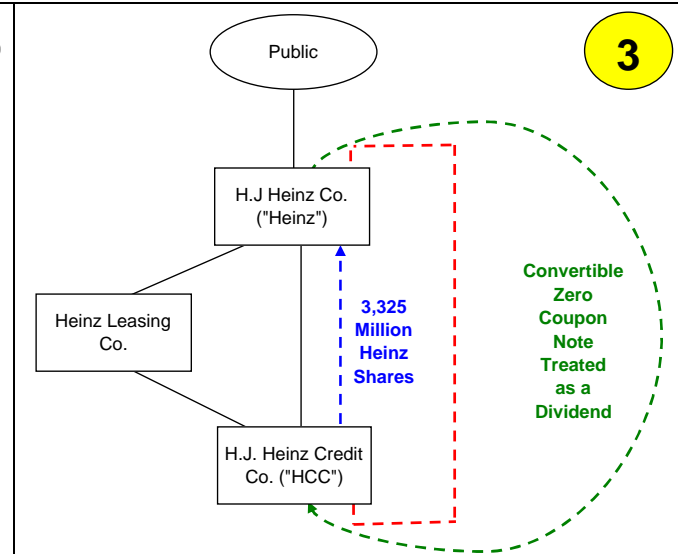 Public
3
H.J Heinz Co.
("Heinz")
Convertible
Zero
Coupon
Note
Treated
as a
Dividend
3,325
Million
Heinz
Shares
Heinz Leasing
Co.
H.J. Heinz Credit
Co. ("HCC")